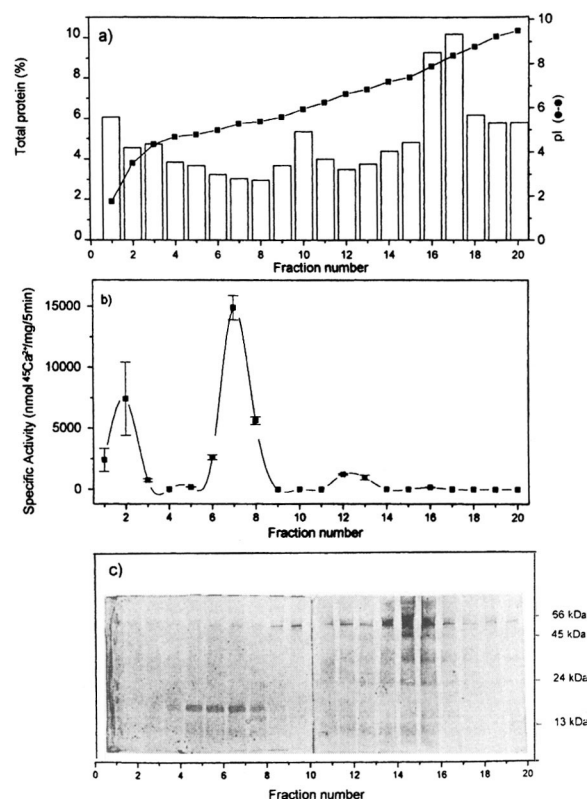 a)
Total protein (%)
10
8
6
4
2
0
10
8
6
4
2
0
pI (■-■)
0 2 4 6 8 10 12 14 16 18 20
Fraction number
b)
Specific Activity (nmol ⁴⁵Ca²⁺/mg/5min)
15000
10000
5000
0
2 4 6 8 10 12 14 16 18 20
Fraction number
c)
56 kDa
45 kDa
24 kDa
13 kDa
0 2 4 6 8 10 12 14 16 18 20
Fraction number